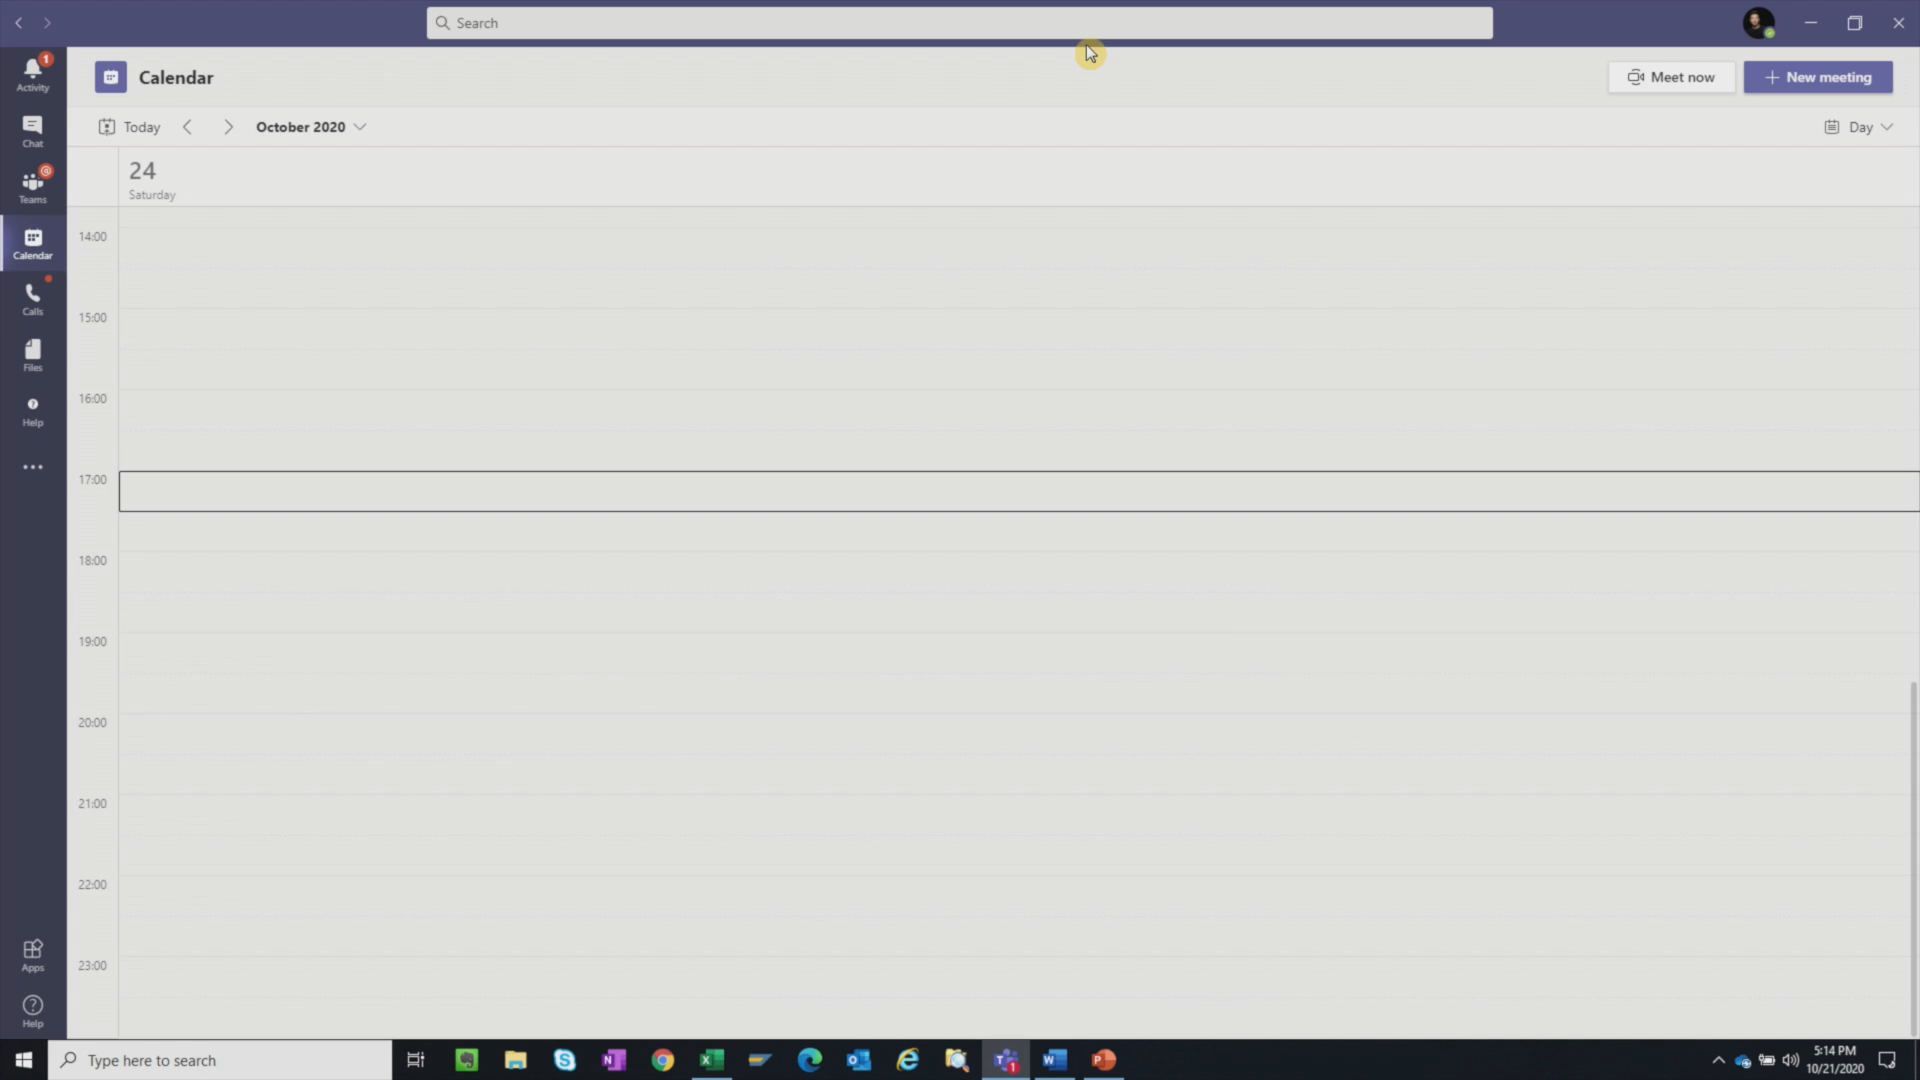 Search
Activity
1
Chat
Teams
@
Calendar
Calls
Files
Help
Apps
Help
Calendar
Meet now
New meeting
Today
October 2020
Day
24
Saturday
14:00
15:00
16:00
17:00
18:00
19:00
20:00
21:00
22:00
23:00
Type here to search
5:14 PM
10/21/2020